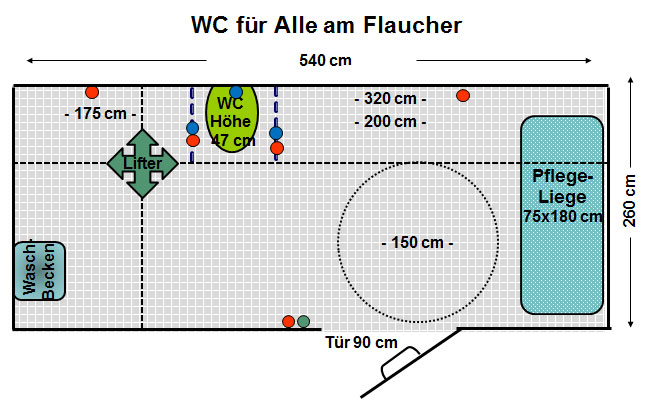 WC für Alle am Flaucher
540 cm
- 175 cm -
WC
Höhe
47 cm
- 320 cm -
- 200 cm -
Lifter
Pflege-
Liege
75x180 cm
260 cm
- 150 cm -
Wasch-
Becken
Tür 90 cm